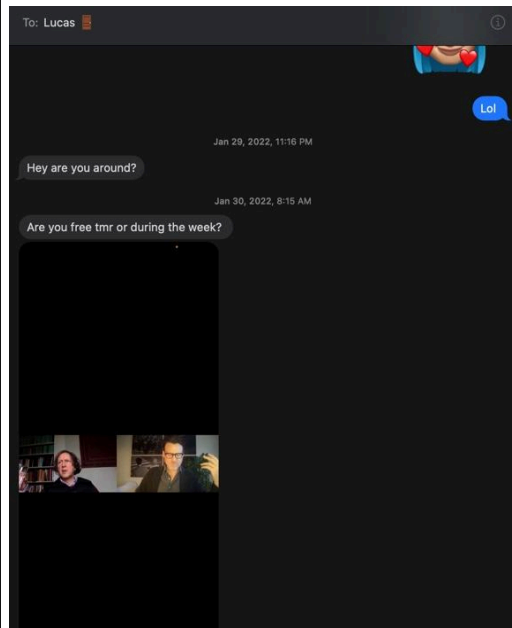 To: Lucas
Lol
Jan 29, 2022, 11:16 PM
Hey are you around?
Jan 30, 2022, 8:15 AM
Are you free tmr or during the week?